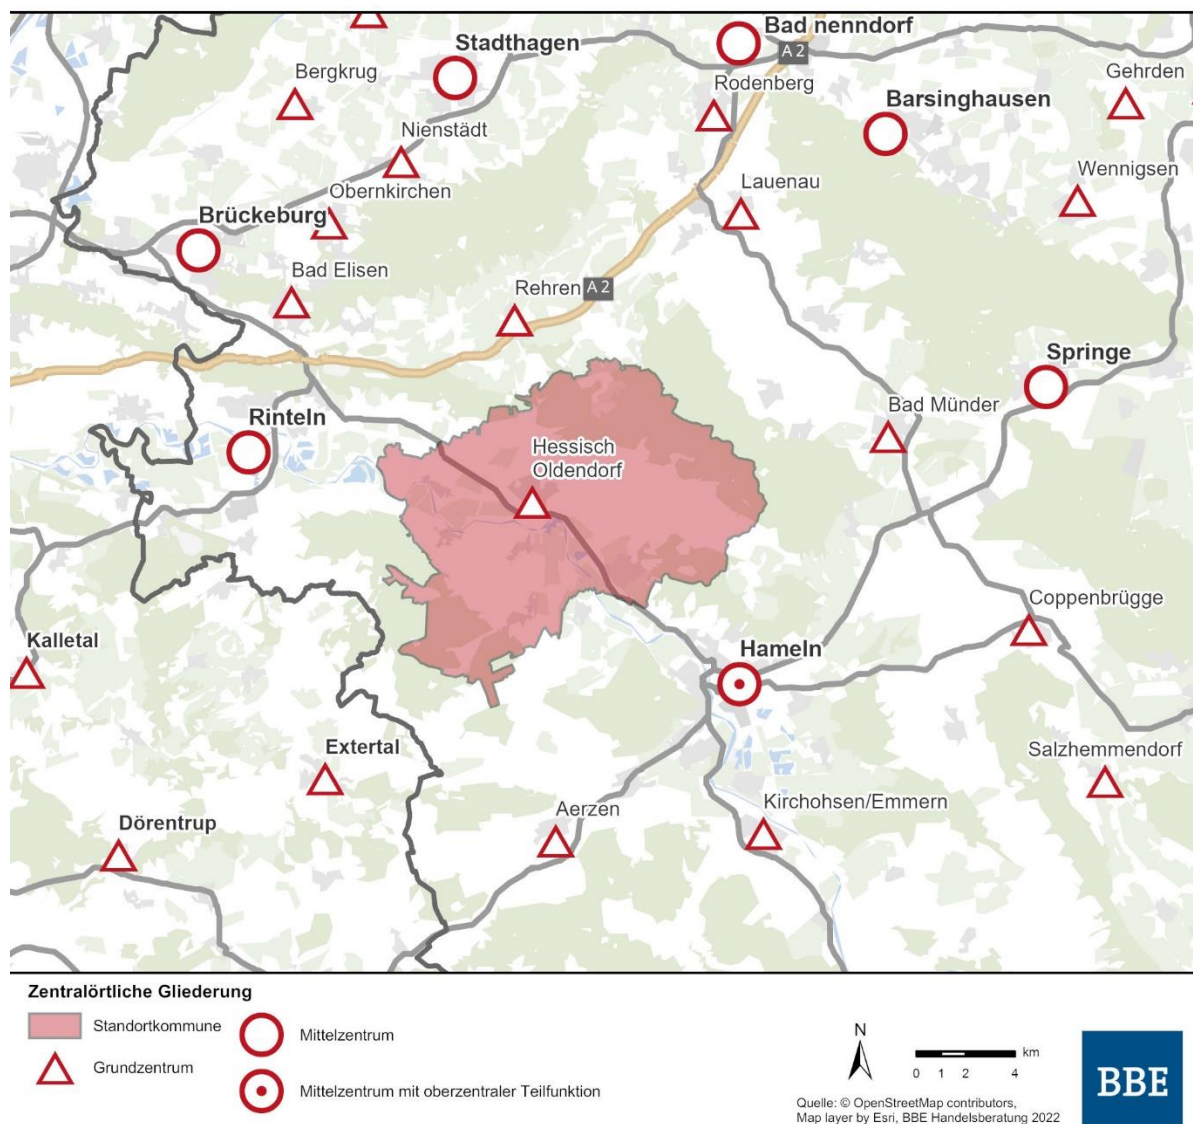 Bad nenndorf
Stadthagen
A 2
Bergkrug
Rodenberg
Gehrden
Barsinghausen
Nienstädt
Wennigsen
Lauenau
Obernkirchen
Brückeburg
Bad Elisen
Rehren
A 2
Springe
Rinteln
Bad Münder
Hessisch
Oldendorf
Coppenbrügge
Kalletal
Hameln
Extertal
Salzhemmendorf
Aerzen
Kirchohsen/Emmern
Dörentrup
Zentralörtliche Gliederung
Standortkommune
Grundzentrum
Mittelzentrum
Mittelzentrum mit oberzentraler Teilfunktion
N
km
0 1 2 4
Quelle: © OpenStreetMap contributors,
Map layer by Esri, BBE Handelsberatung 2022
BBE